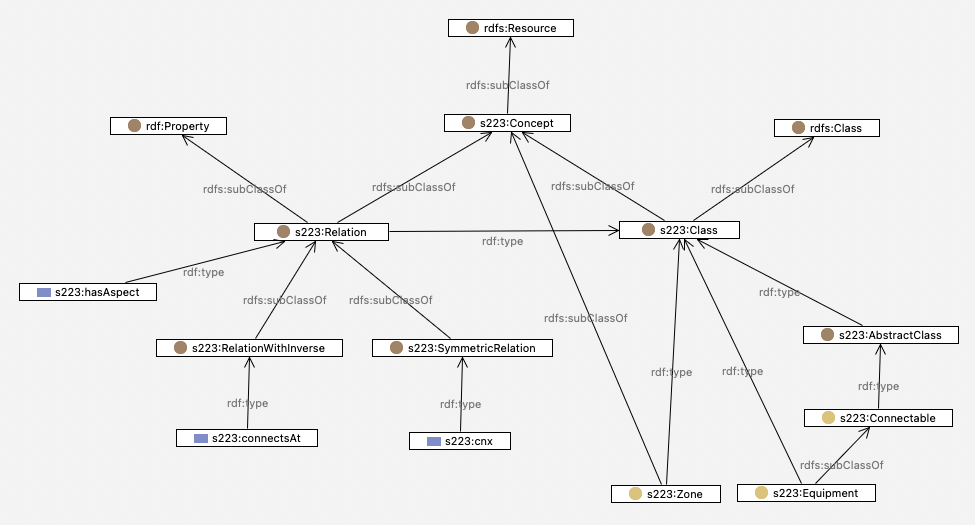 rdfs:Resource
rdfs:subClassOf
rdf:Property
s223:Concept
rdfs:Class
rdfs:subClassOf
rdfs:subClassOf
rdfs:subClassOf
rdfs:subClassOf
s223:Relation
s223:Class
rdf:type
rdf:type
s223:hasAspect
rdfs:subClassOf
rdfs:subClassOf
rdf:type
rdfs:subClassOf
s223:AbstractClass
s223:RelationWithInverse
s223:SymmetricRelation
rdf:type
rdf:type
rdf:type
rdf:type
rdf:type
s223:Connectable
s223:connectsAt
s223:cnx
rdfs:subClassOf
s223:Zone
s223:Equipment